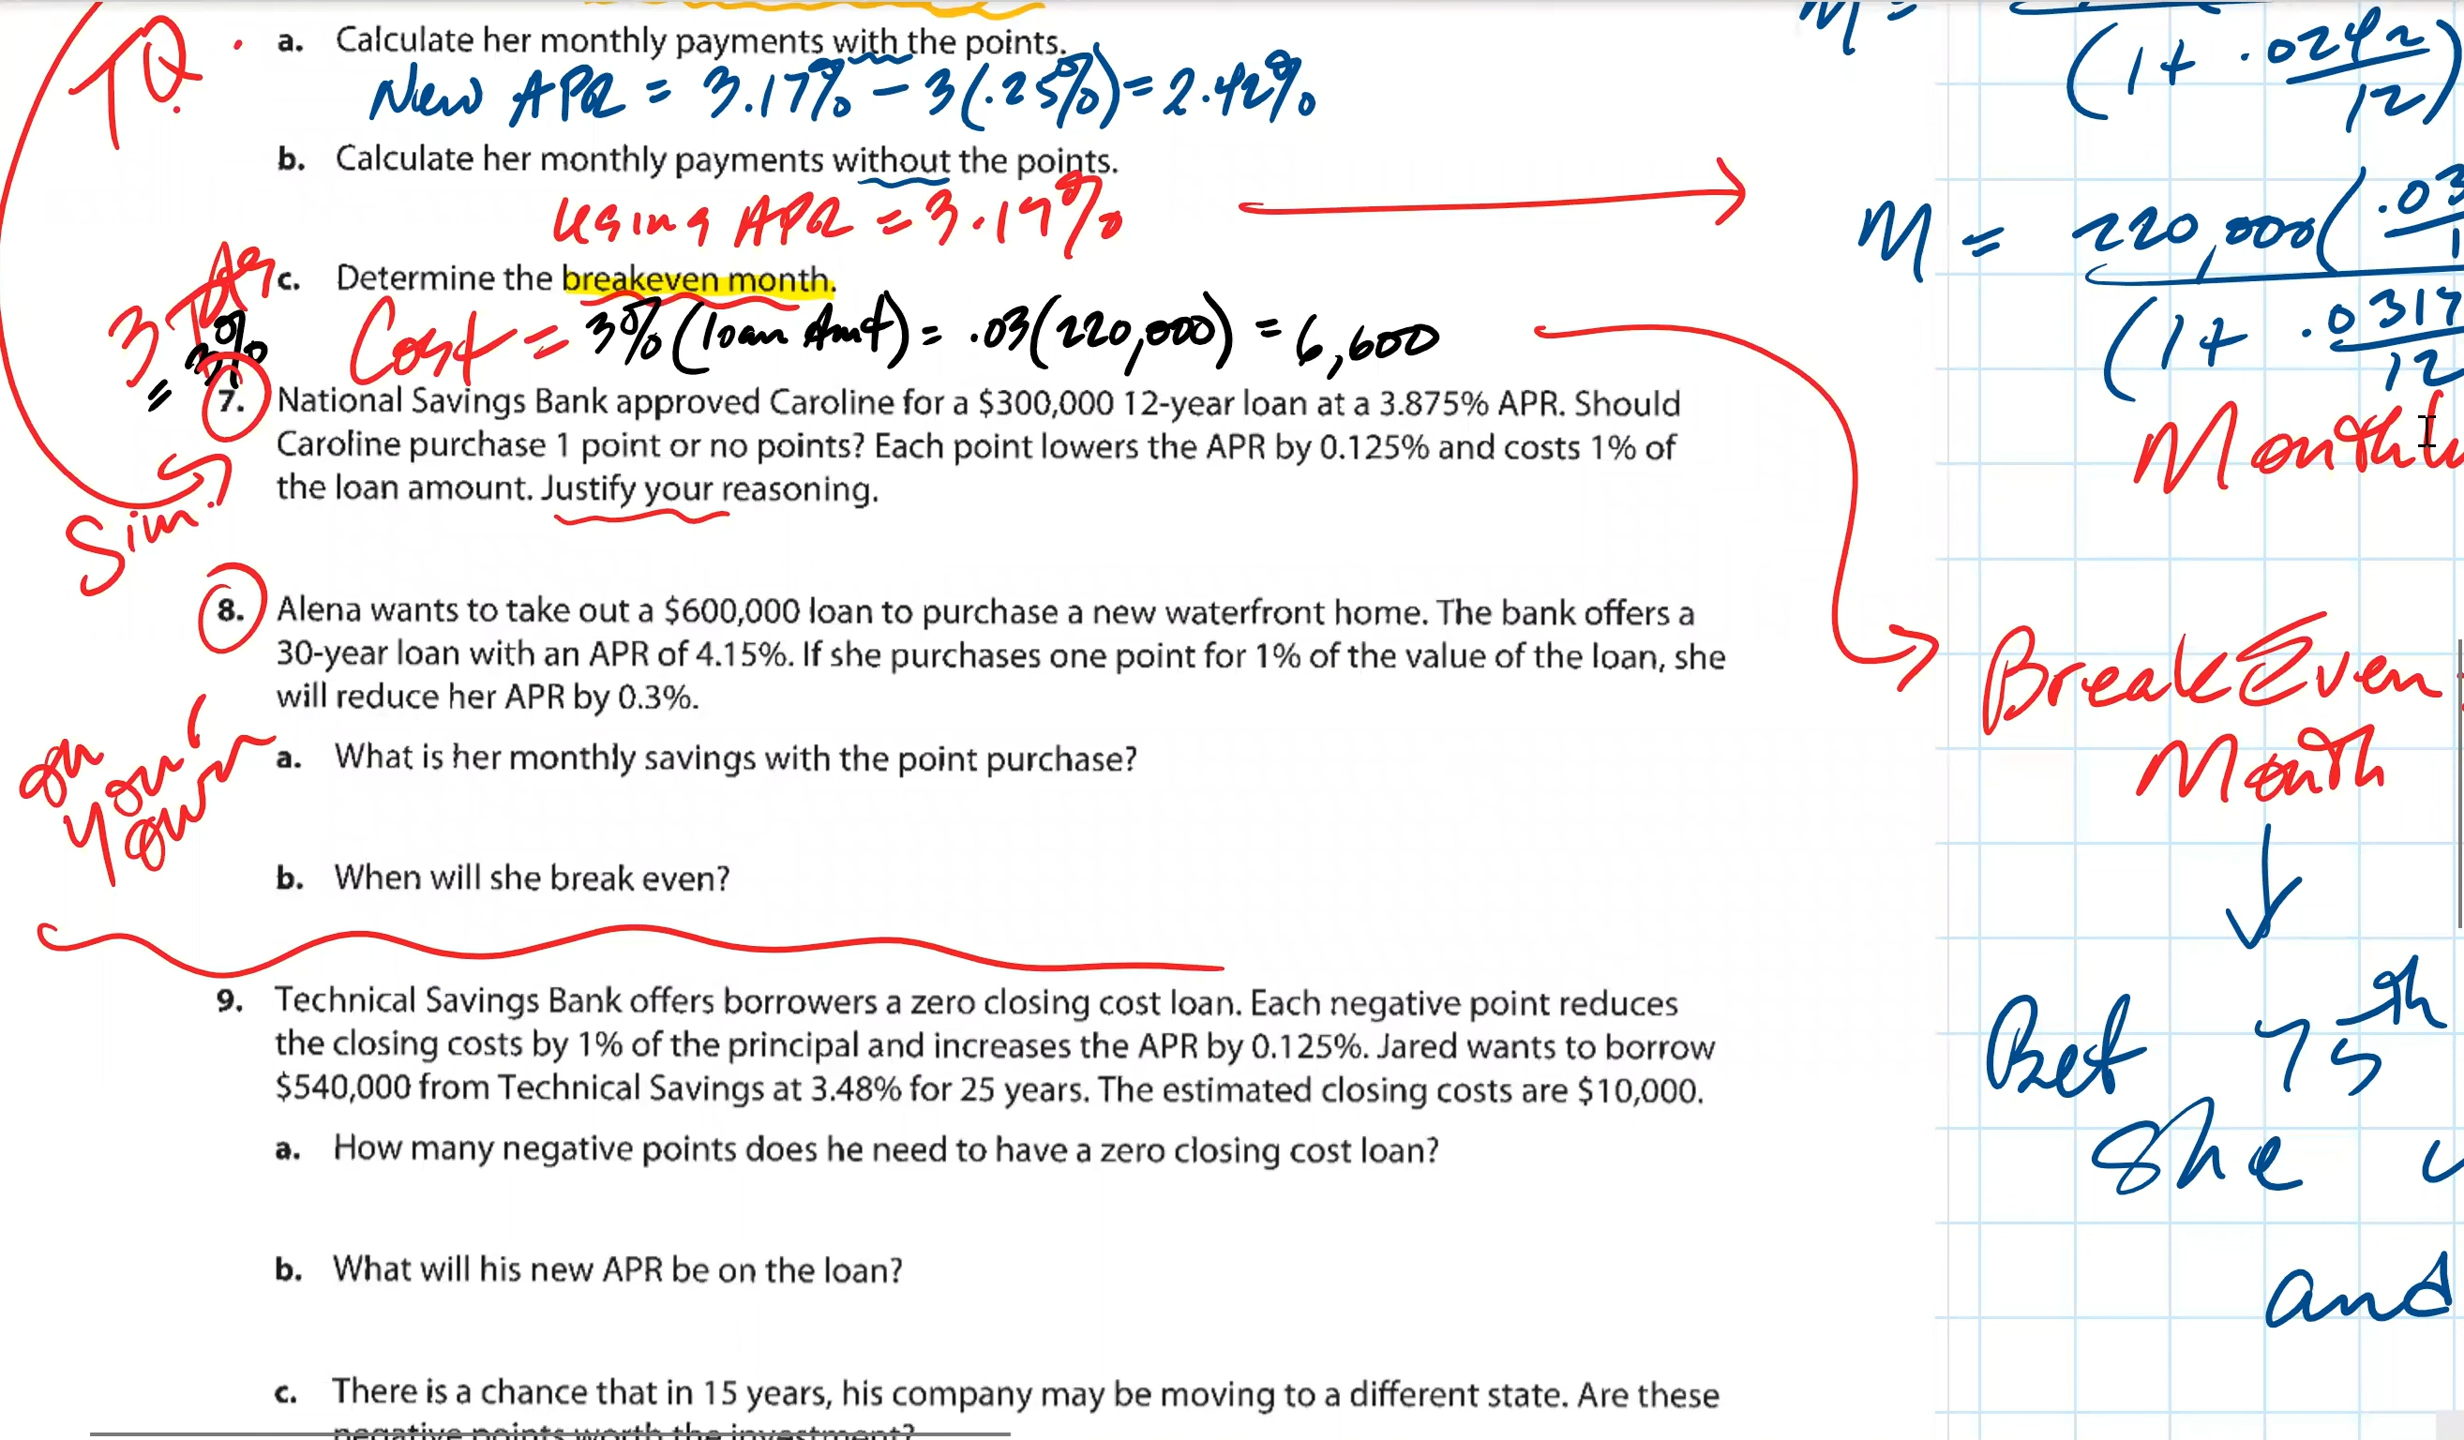 TQ.
a. Calculate her monthly payments with the points.
New APR = 3.17% - 3(.25%) = 2.42%
b. Calculate her monthly payments without the points.
Using APR = 3.17%
c. Determine the breakeven month.
3
= 3%
Cost = 3% (loan Amt) = .03(220,000) = 6,600
7. National Savings Bank approved Caroline for a $300,000 12-year loan at a 3.875% APR. Should
Caroline purchase 1 point or no points? Each point lowers the APR by 0.125% and costs 1% of
the loan amount. Justify your reasoning.
Sim.
8. Alena wants to take out a $600,000 loan to purchase a new waterfront home. The bank offers a
30-year loan with an APR of 4.15%. If she purchases one point for 1% of the value of the loan, she
will reduce her APR by 0.3%.
on
your
own
a. What is her monthly savings with the point purchase?
b. When will she break even?
9. Technical Savings Bank offers borrowers a zero closing cost loan. Each negative point reduces
the closing costs by 1% of the principal and increases the APR by 0.125%. Jared wants to borrow
$540,000 from Technical Savings at 3.48% for 25 years. The estimated closing costs are $10,000.
a. How many negative points does he need to have a zero closing cost loan?
b. What will his new APR be on the loan?
c. There is a chance that in 15 years, his company may be moving to a different state. Are these
negative points worth the investment?
M =
(1 + .0242/12)
M = 220,000(.03
(1 + .0317
12
Monthl
BreakEven
Month
Bet 75th
She
and